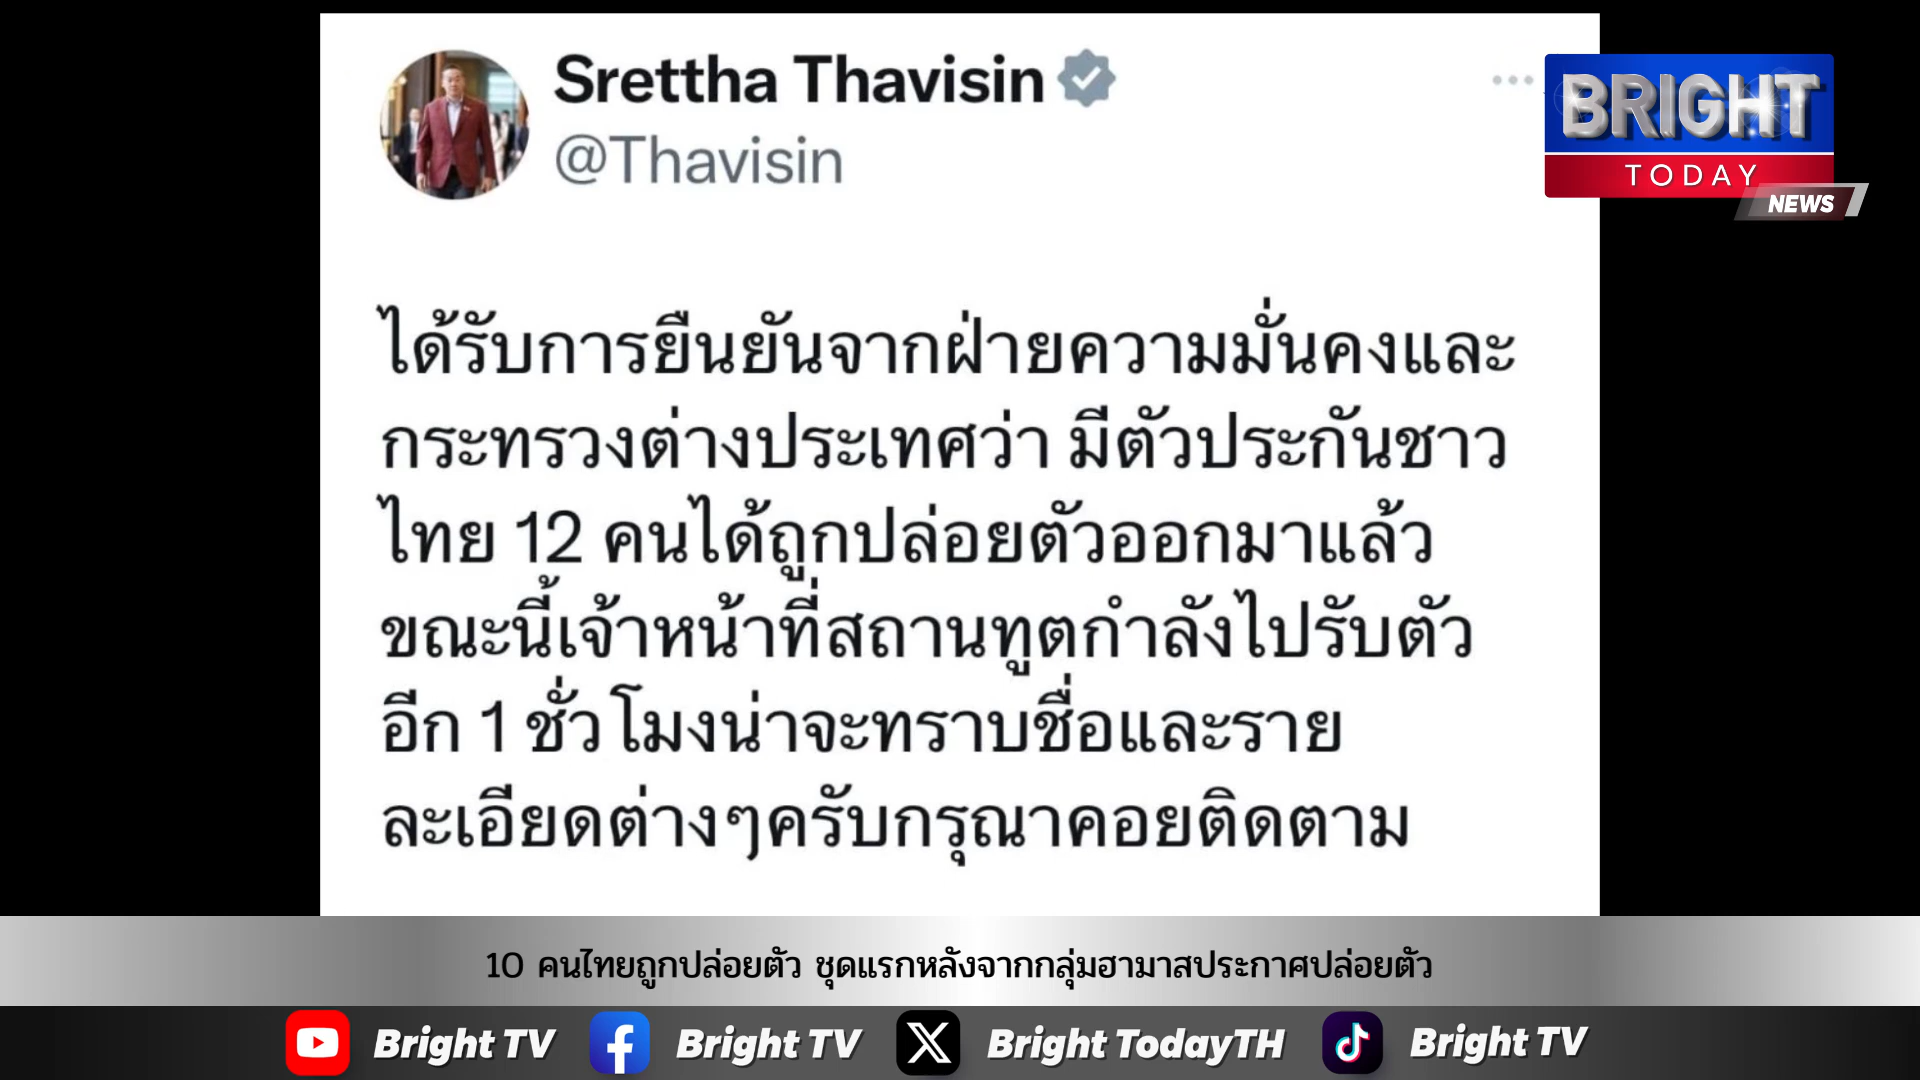 Srettha Thavisin
@Thavisin
BRIGHT
TODAY
NEWS
ได้รับการยืนยันจากฝ่ายความมั่นคงและ
กระทรวงต่างประเทศว่า มีตัวประกันชาว
ไทย 12 คนได้ถูกปล่อยตัวออกมาแล้ว
ขณะนี้เจ้าหน้าที่สถานทูตกำลังไปรับตัว
อีก 1 ชั่วโมงน่าจะทราบชื่อและราย
ละเอียดต่างๆครับกรุณาคอยติดตาม
10 คนไทยถูกปล่อยตัว ชุดแรกหลังจากกลุ่มฮามาสประกาศปล่อยตัว
Bright TV Bright TV Bright TodayTH Bright TV